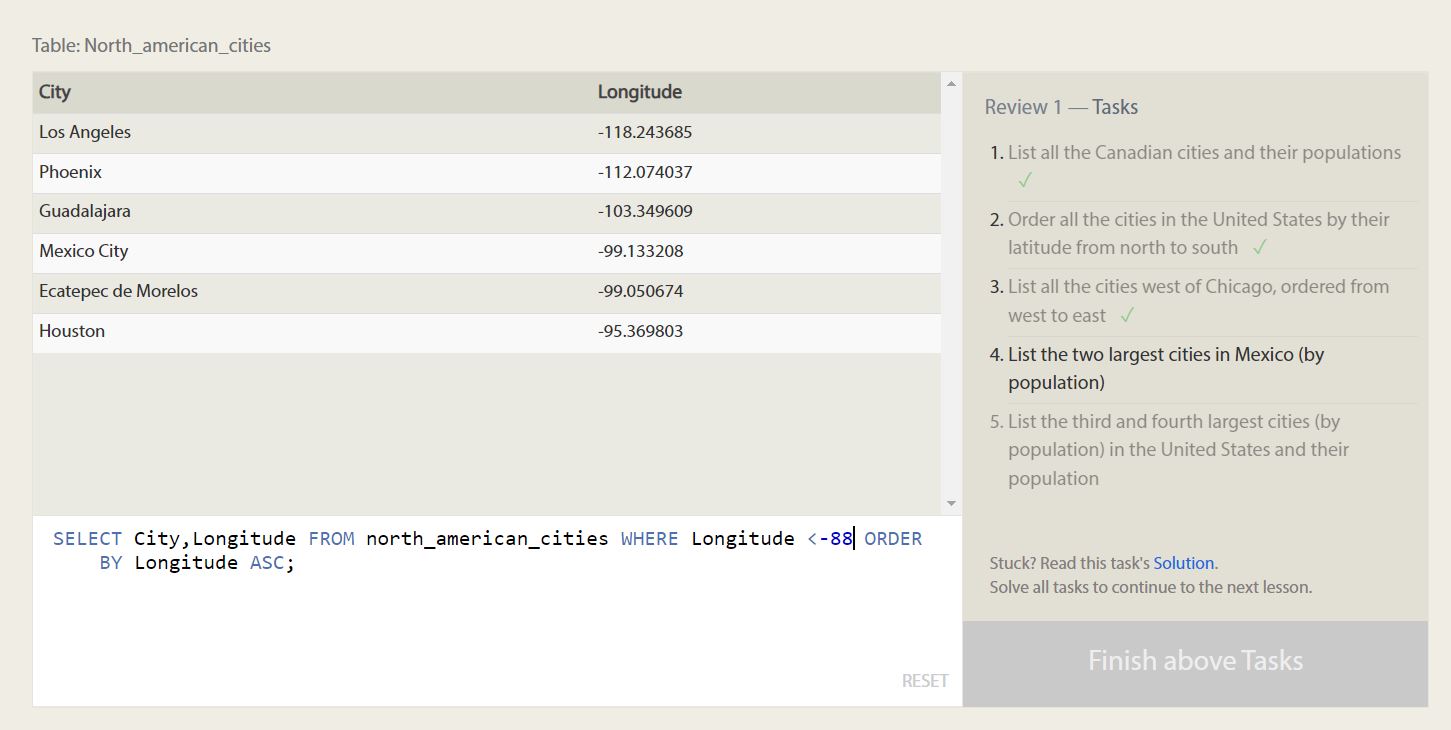 Table: North_american_cities
City Longitude
Los Angeles -118.243685
Phoenix -112.074037
Guadalajara -103.349609
Mexico City -99.133208
Ecatepec de Morelos -99.050674
Houston -95.369803
SELECT City,Longitude FROM north_american_cities WHERE Longitude <-88 ORDER
BY Longitude ASC;
RESET
Review 1 — Tasks
1. List all the Canadian cities and their populations
✓
2. Order all the cities in the United States by their
latitude from north to south ✓
3. List all the cities west of Chicago, ordered from
west to east ✓
4. List the two largest cities in Mexico (by
population)
5. List the third and fourth largest cities (by
population) in the United States and their
population
Stuck? Read this task's Solution.
Solve all tasks to continue to the next lesson.
Finish above Tasks